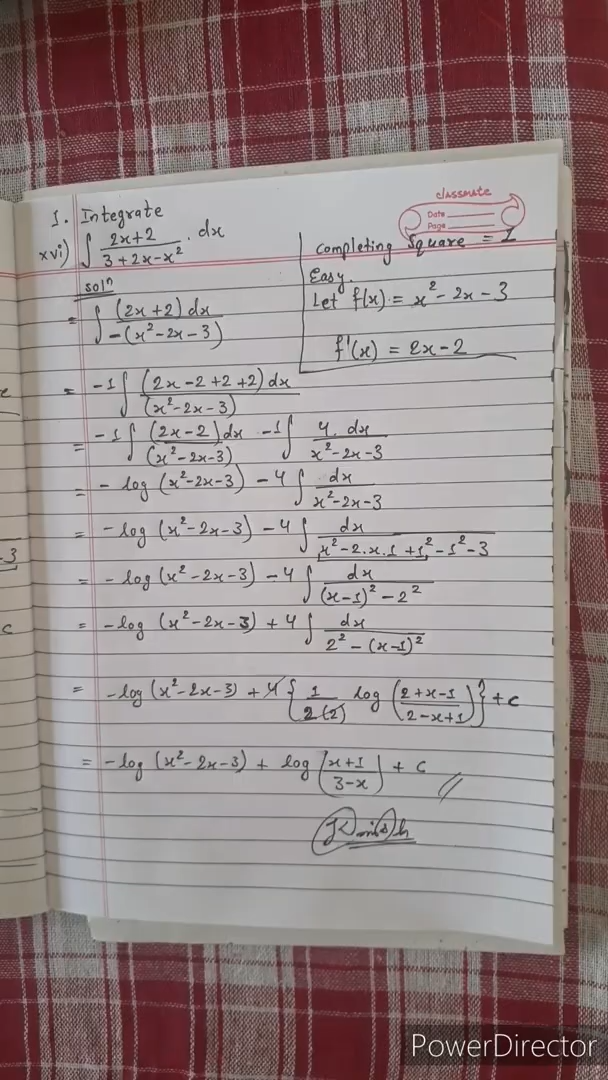 classmate
Date
Page
1. Integrate
xvi) ∫ (2x+2)/(3+2x-x²) . dx
Completing Square = 1
Easy.
Let f(x) = x² - 2x - 3
f'(x) = 2x - 2
solⁿ
= ∫ (2x+2) dx / -(x²-2x-3)
= -1 ∫ (2x-2+2+2) dx / (x²-2x-3)
= -1 ∫ (2x-2) dx / (x²-2x-3) - 1 ∫ 4. dx / x²-2x-3
= - log (x²-2x-3) - 4 ∫ dx / x²-2x-3
= -log (x²-2x-3) - 4 ∫ dx / x²-2.x.1+1²-1²-3
= -log (x²-2x-3) - 4 ∫ dx / (x-1)²-2²
= -log (x²-2x-3) + 4 ∫ dx / 2²-(x-1)²
= -log (x²-2x-3) + 4 { 1/2(2) log (2+x-1 / 2-x+1) } + c
= -log (x²-2x-3) + log (x+1 / 3-x) + c //
-3
c
PowerDirector